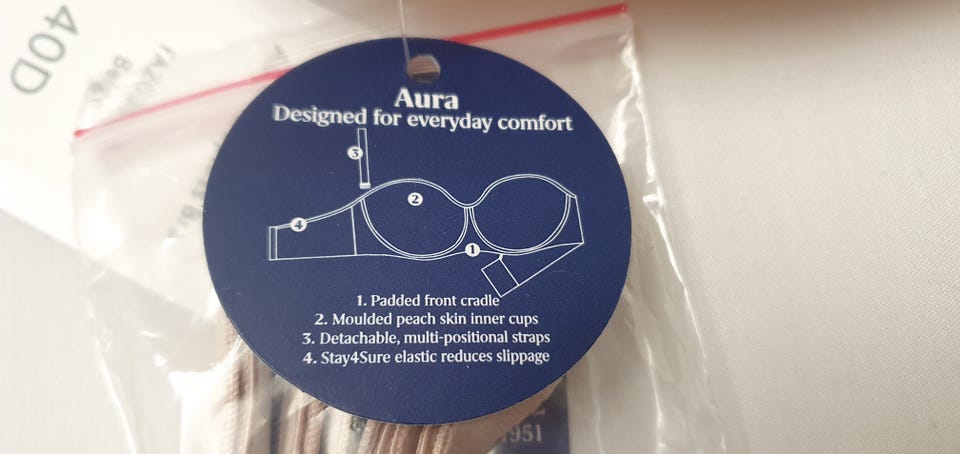 40D
Aura
Designed for everyday comfort
3
2
4
1
1. Padded front cradle
2. Moulded peach skin inner cups
3. Detachable, multi-positional straps
4. Stay4Sure elastic reduces slippage
1951